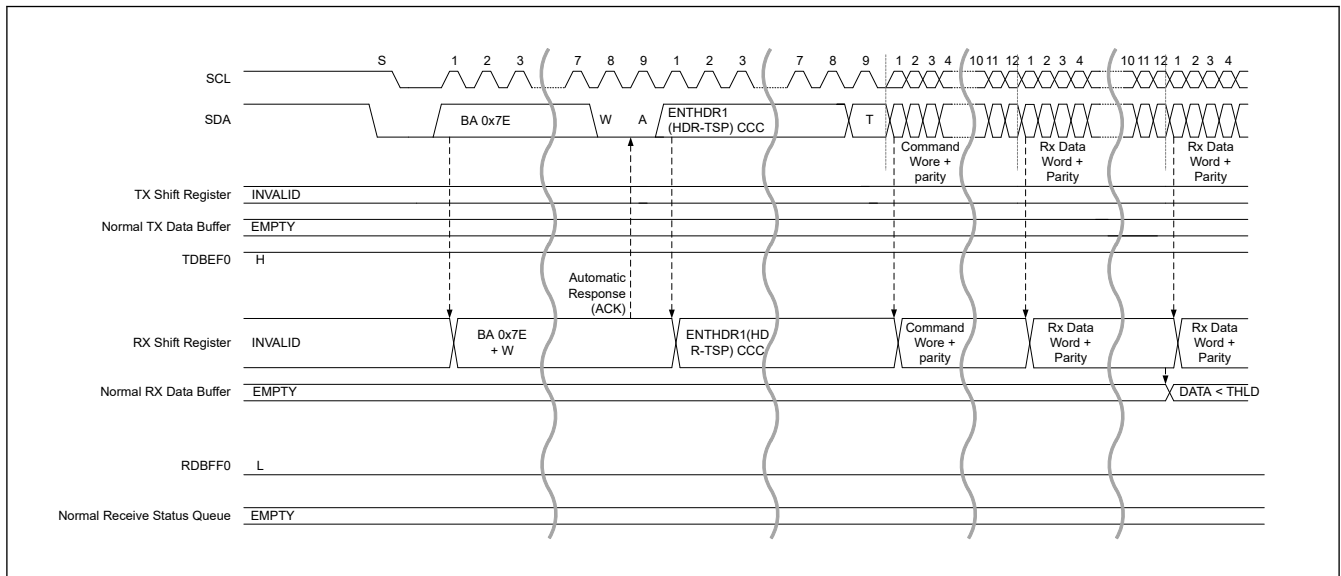 S 1 2 3 7 8 9 1 2 3 7 8 9 1 2 3 4 10 11 12 1 2 3 4 10 11 12 1 2 3 4
SCL
SDA
BA 0x7E
W
A
ENTHDR1
(HDR-TSP) CCC
T
Command
Wore +
parity
Rx Data
Word +
Parity
Rx Data
Word +
Parity
TX Shift Register
INVALID
Normal TX Data Buffer
EMPTY
TDBEF0
H
Automatic
Response
(ACK)
RX Shift Register
INVALID
BA 0x7E
+ W
ENTHDR1(HD
R-TSP) CCC
Command
Wore +
parity
Rx Data
Word +
Parity
Rx Data
Word +
Parity
Normal RX Data Buffer
EMPTY
DATA < THLD
RDBFF0
L
Normal Receive Status Queue
EMPTY